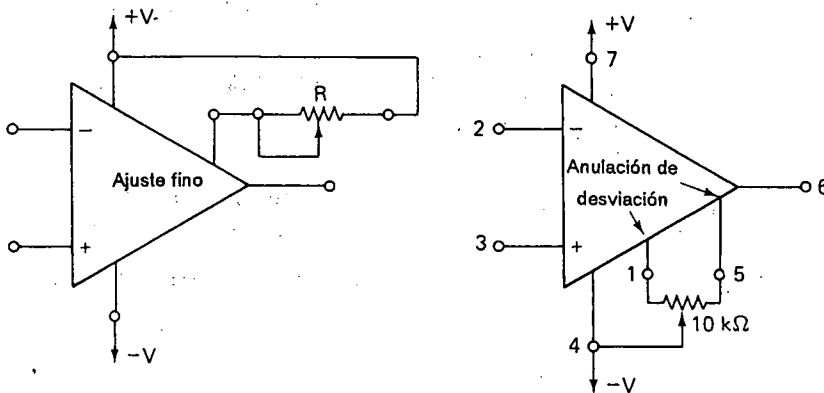 +V
R
−
Ajuste fino
+
−V
+V
7
2
−
Anulación de
desviación
6
3
+
1
5
10 kΩ
4
−V